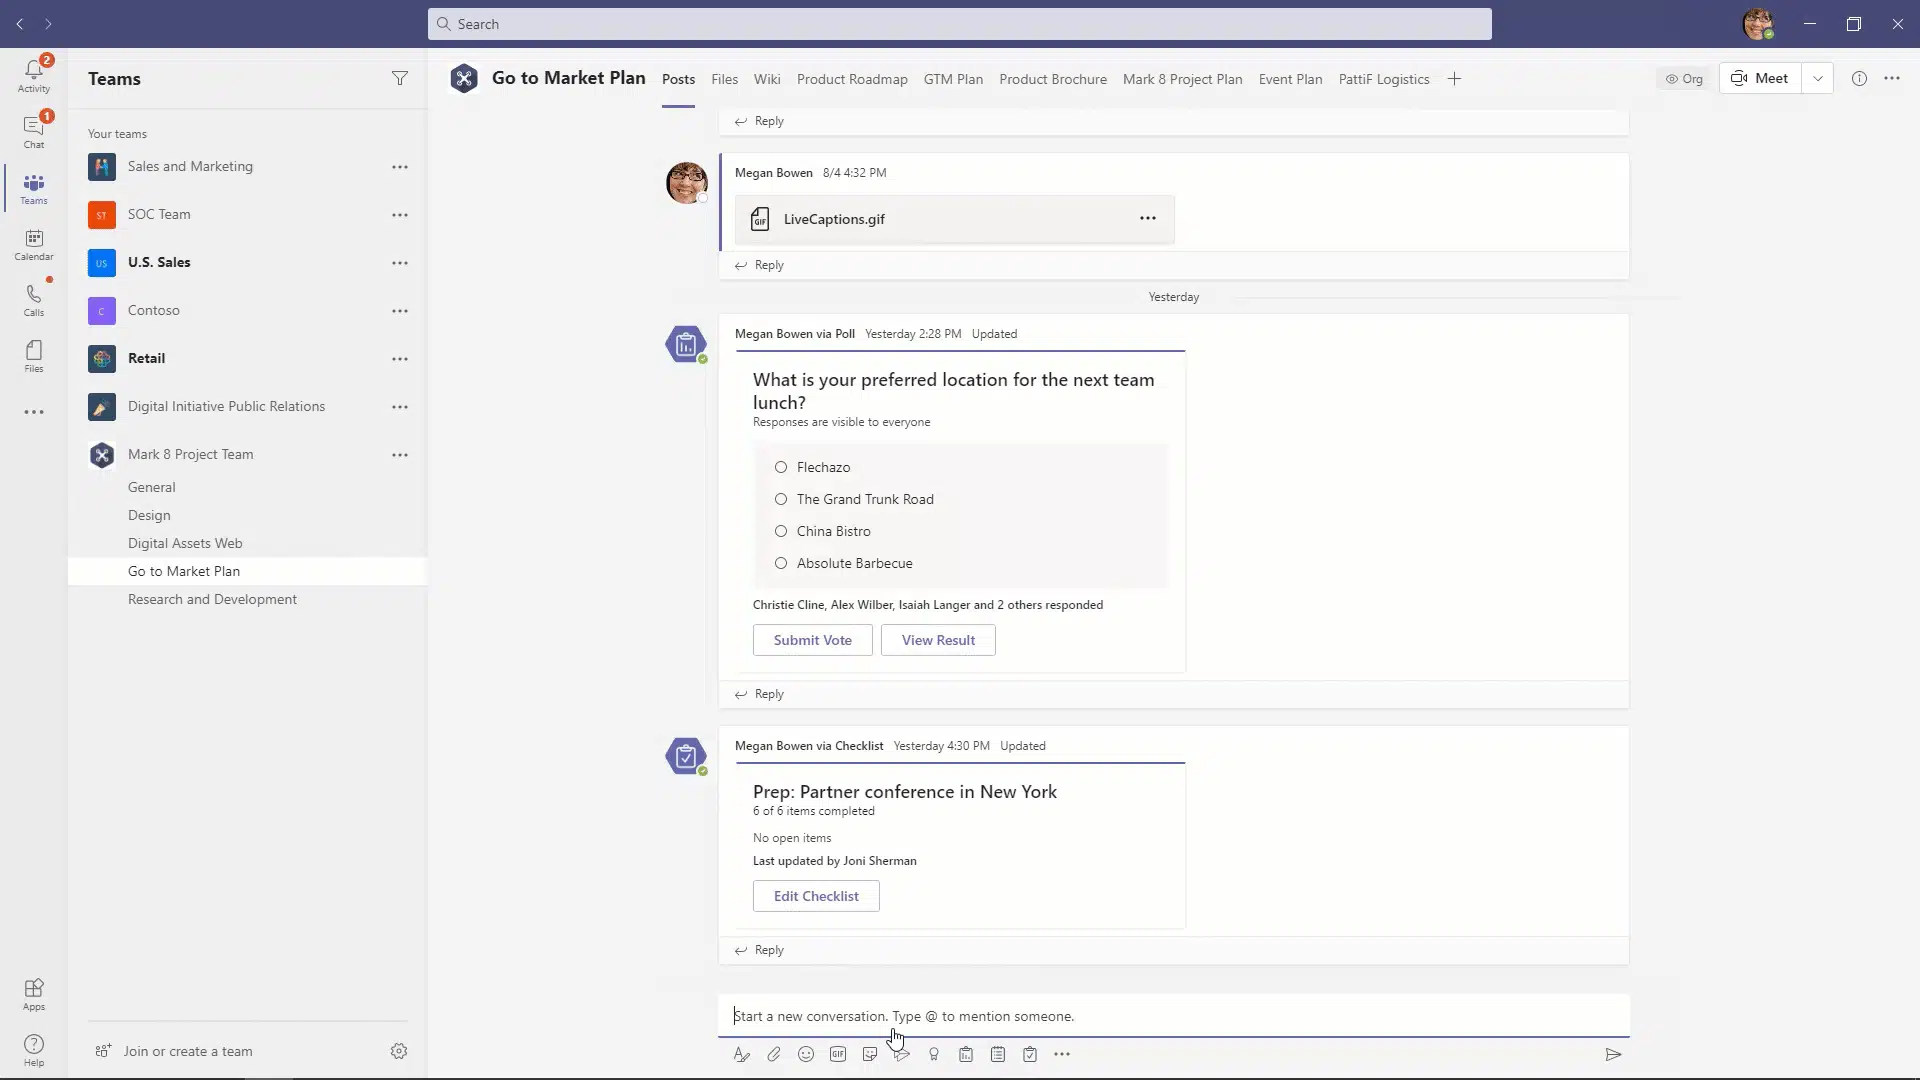 Search
2
Activity
1
Chat
Teams
Calendar
Calls
Files
Apps
Help
Teams
Your teams
Sales and Marketing
ST
SOC Team
US
U.S. Sales
C
Contoso
Retail
Digital Initiative Public Relations
Mark 8 Project Team
General
Design
Digital Assets Web
Go to Market Plan
Research and Development
Join or create a team
Go to Market Plan
Posts
Files
Wiki
Product Roadmap
GTM Plan
Product Brochure
Mark 8 Project Plan
Event Plan
PattiF Logistics
Org
Meet
Reply
Megan Bowen 8/4 4:32 PM
GIF
LiveCaptions.gif
Reply
Yesterday
Megan Bowen via Poll Yesterday 2:28 PM Updated
What is your preferred location for the next team
lunch?
Responses are visible to everyone
Flechazo
The Grand Trunk Road
China Bistro
Absolute Barbecue
Christie Cline, Alex Wilber, Isaiah Langer and 2 others responded
Submit Vote
View Result
Reply
Megan Bowen via Checklist Yesterday 4:30 PM Updated
Prep: Partner conference in New York
6 of 6 items completed
No open items
Last updated by Joni Sherman
Edit Checklist
Reply
Start a new conversation. Type @ to mention someone.
GIF